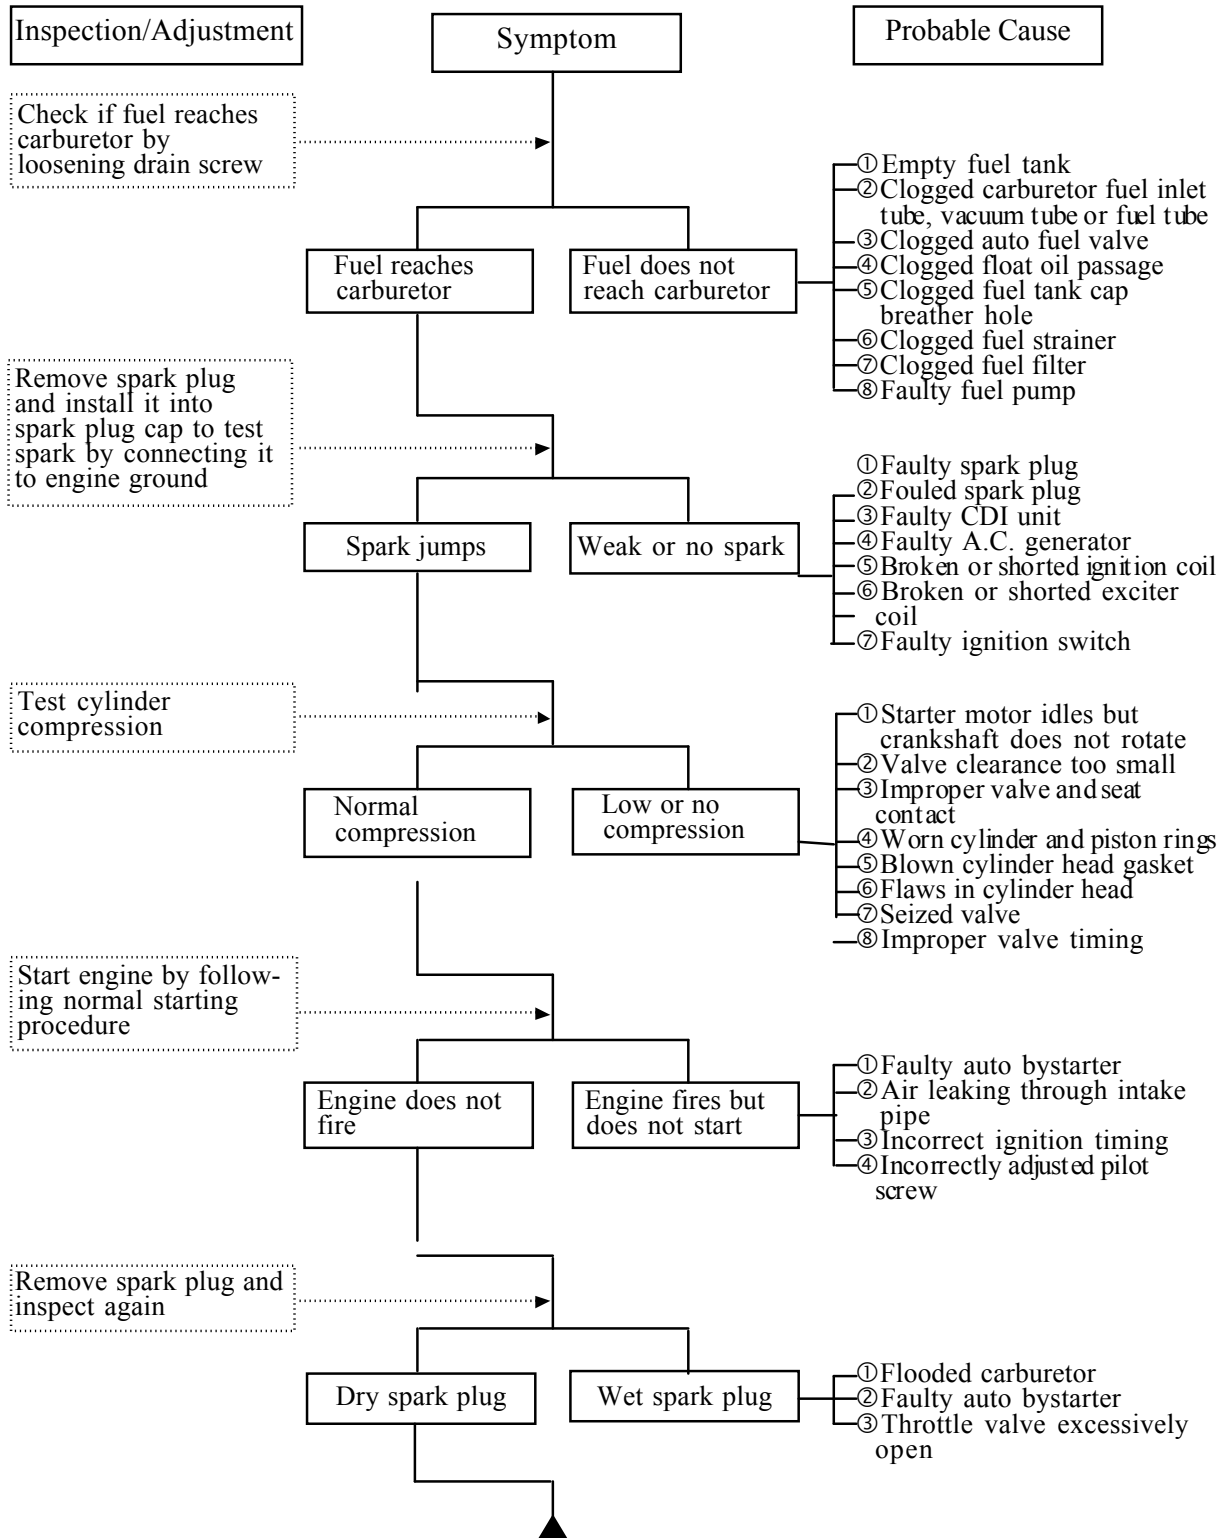 Inspection/Adjustment
Symptom
Probable Cause
Check if fuel reaches
carburetor by
loosening drain screw
Fuel reaches
carburetor
Fuel does not
reach carburetor
①Empty fuel tank
②Clogged carburetor fuel inlet
tube, vacuum tube or fuel tube
③Clogged auto fuel valve
④Clogged float oil passage
⑤Clogged fuel tank cap
breather hole
⑥Clogged fuel strainer
⑦Clogged fuel filter
⑧Faulty fuel pump
Remove spark plug
and install it into
spark plug cap to test
spark by connecting it
to engine ground
Spark jumps
Weak or no spark
①Faulty spark plug
②Fouled spark plug
③Faulty CDI unit
④Faulty A.C. generator
⑤Broken or shorted ignition coil
⑥Broken or shorted exciter
coil
⑦Faulty ignition switch
Test cylinder
compression
Normal
compression
Low or no
compression
①Starter motor idles but
crankshaft does not rotate
②Valve clearance too small
③Improper valve and seat
contact
④Worn cylinder and piston rings
⑤Blown cylinder head gasket
⑥Flaws in cylinder head
⑦Seized valve
⑧Improper valve timing
Start engine by follow-
ing normal starting
procedure
Engine does not
fire
Engine fires but
does not start
①Faulty auto bystarter
②Air leaking through intake
pipe
③Incorrect ignition timing
④Incorrectly adjusted pilot
screw
Remove spark plug and
inspect again
Dry spark plug
Wet spark plug
①Flooded carburetor
②Faulty auto bystarter
③Throttle valve excessively
open